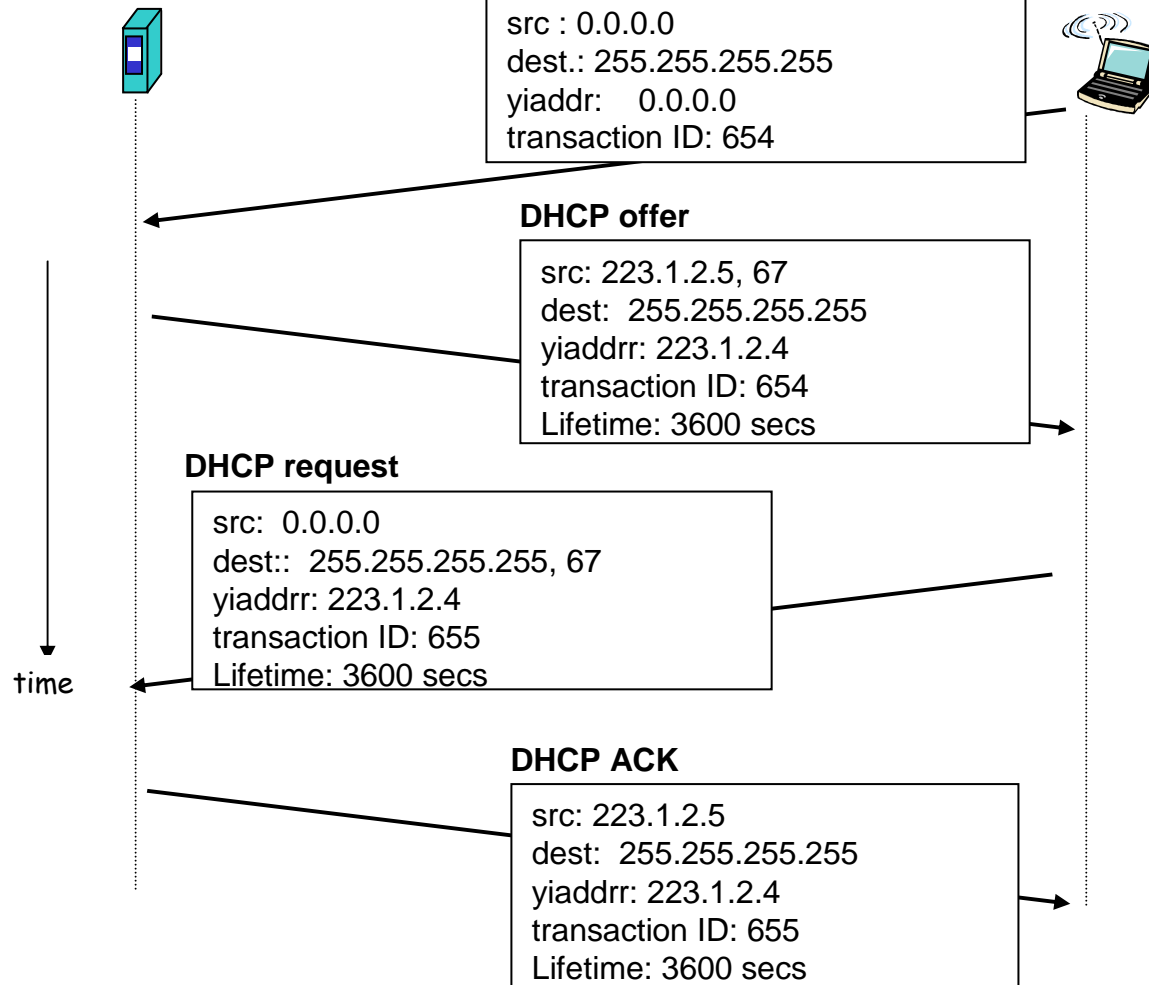 src : 0.0.0.0
dest.: 255.255.255.255
yiaddr: 0.0.0.0
transaction ID: 654
DHCP offer
src: 223.1.2.5, 67
dest: 255.255.255.255
yiaddrr: 223.1.2.4
transaction ID: 654
Lifetime: 3600 secs
DHCP request
src: 0.0.0.0
dest:: 255.255.255.255, 67
yiaddrr: 223.1.2.4
transaction ID: 655
Lifetime: 3600 secs
time
DHCP ACK
src: 223.1.2.5
dest: 255.255.255.255
yiaddrr: 223.1.2.4
transaction ID: 655
Lifetime: 3600 secs